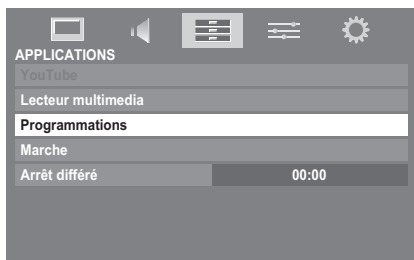 APPLICATIONS
YouTube
Lecteur multimedia
Programmations
Marche
Arrêt différé 00:00